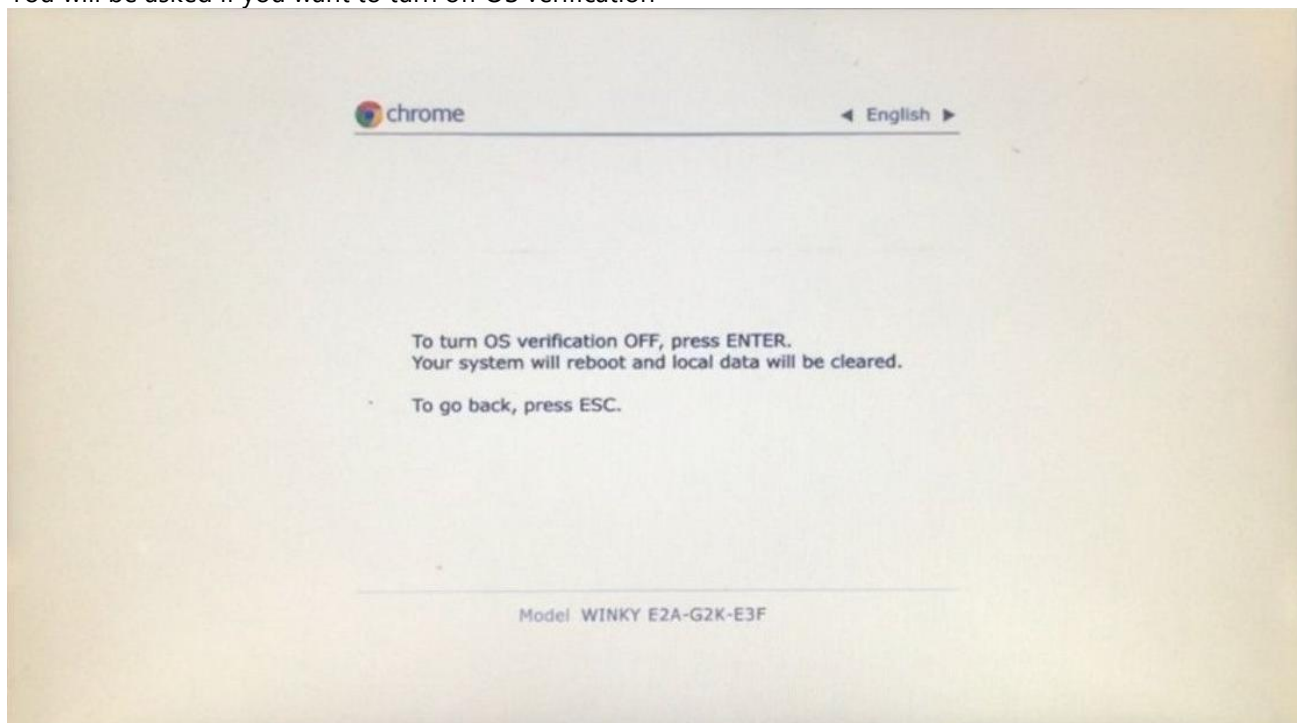 You will be asked if you want to turn off OS verification
chrome
◄ English ►
To turn OS verification OFF, press ENTER.
Your system will reboot and local data will be cleared.
To go back, press ESC.
Model WINKY E2A-G2K-E3F